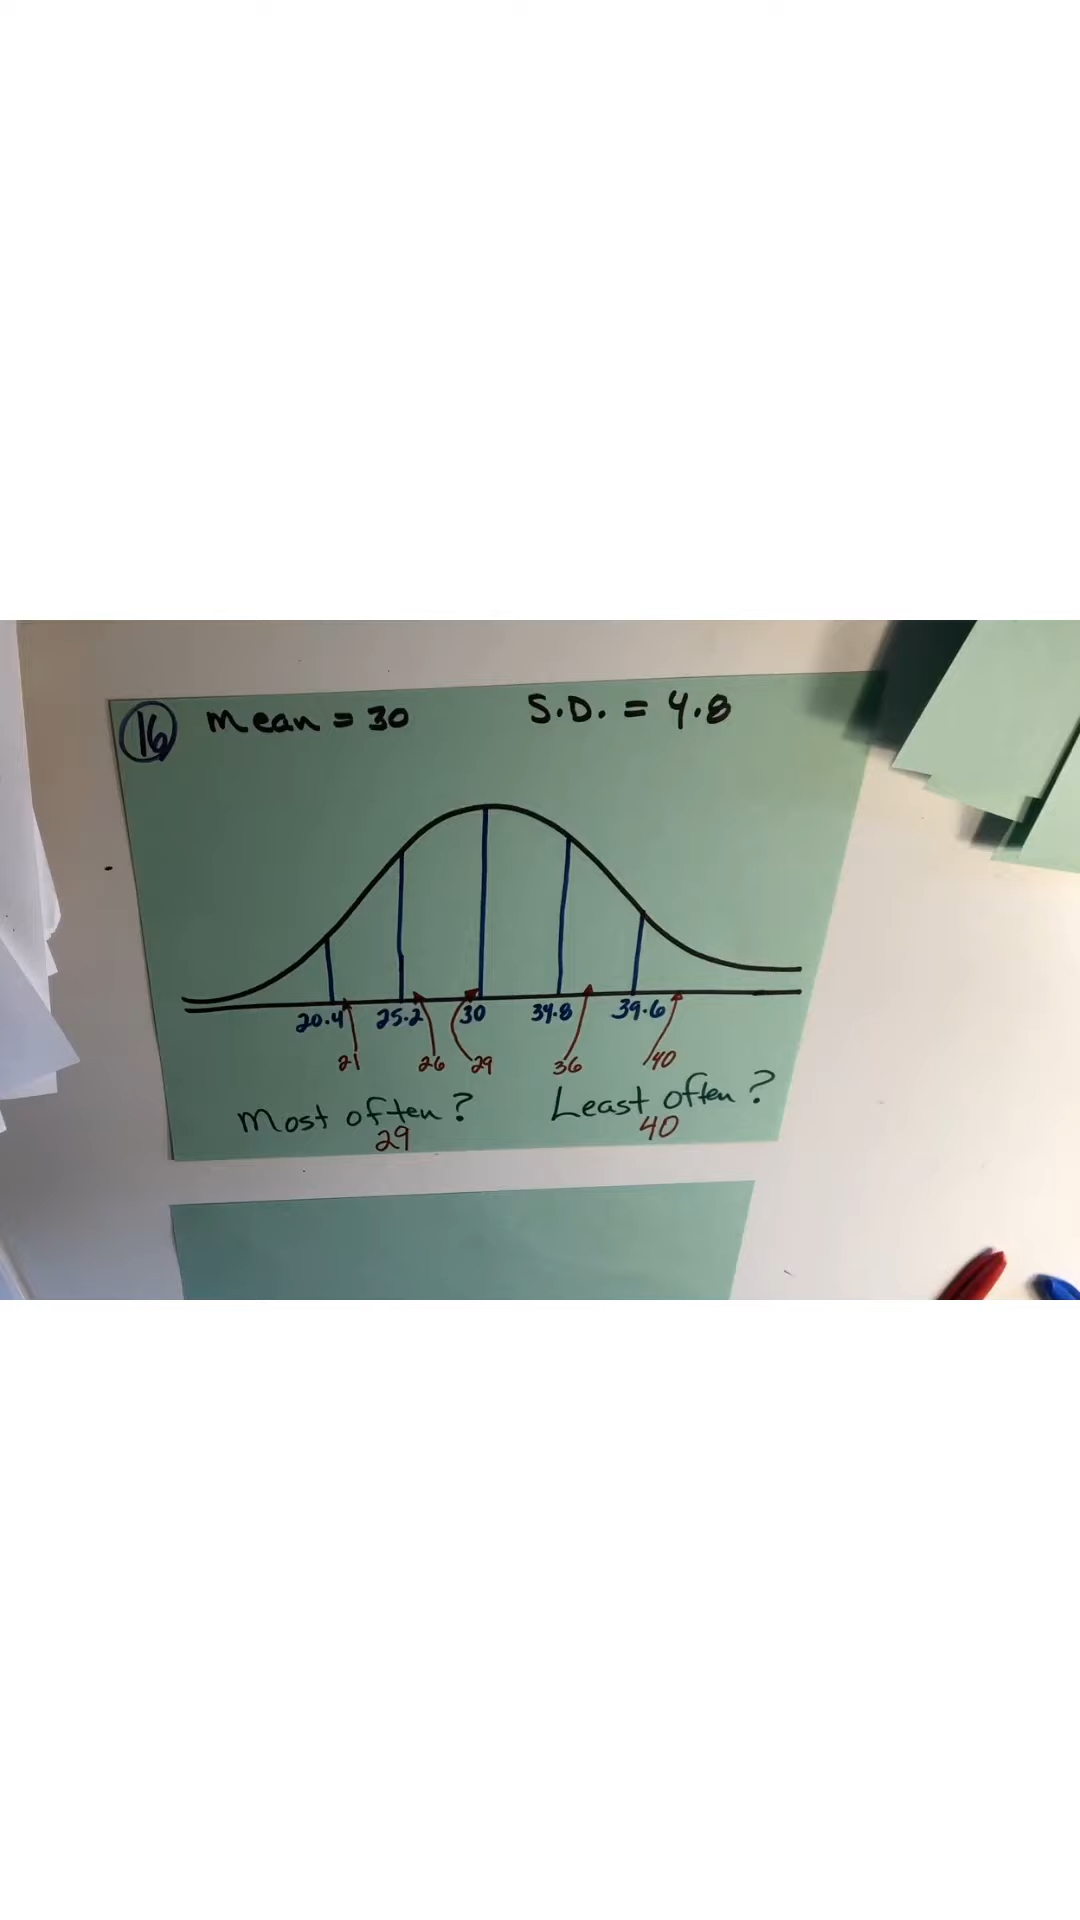 16 Mean = 30 S.D. = 4.8
20.4 25.2 30 34.8 39.6
21 26 29 36 40
Most often? Least often?
29 40